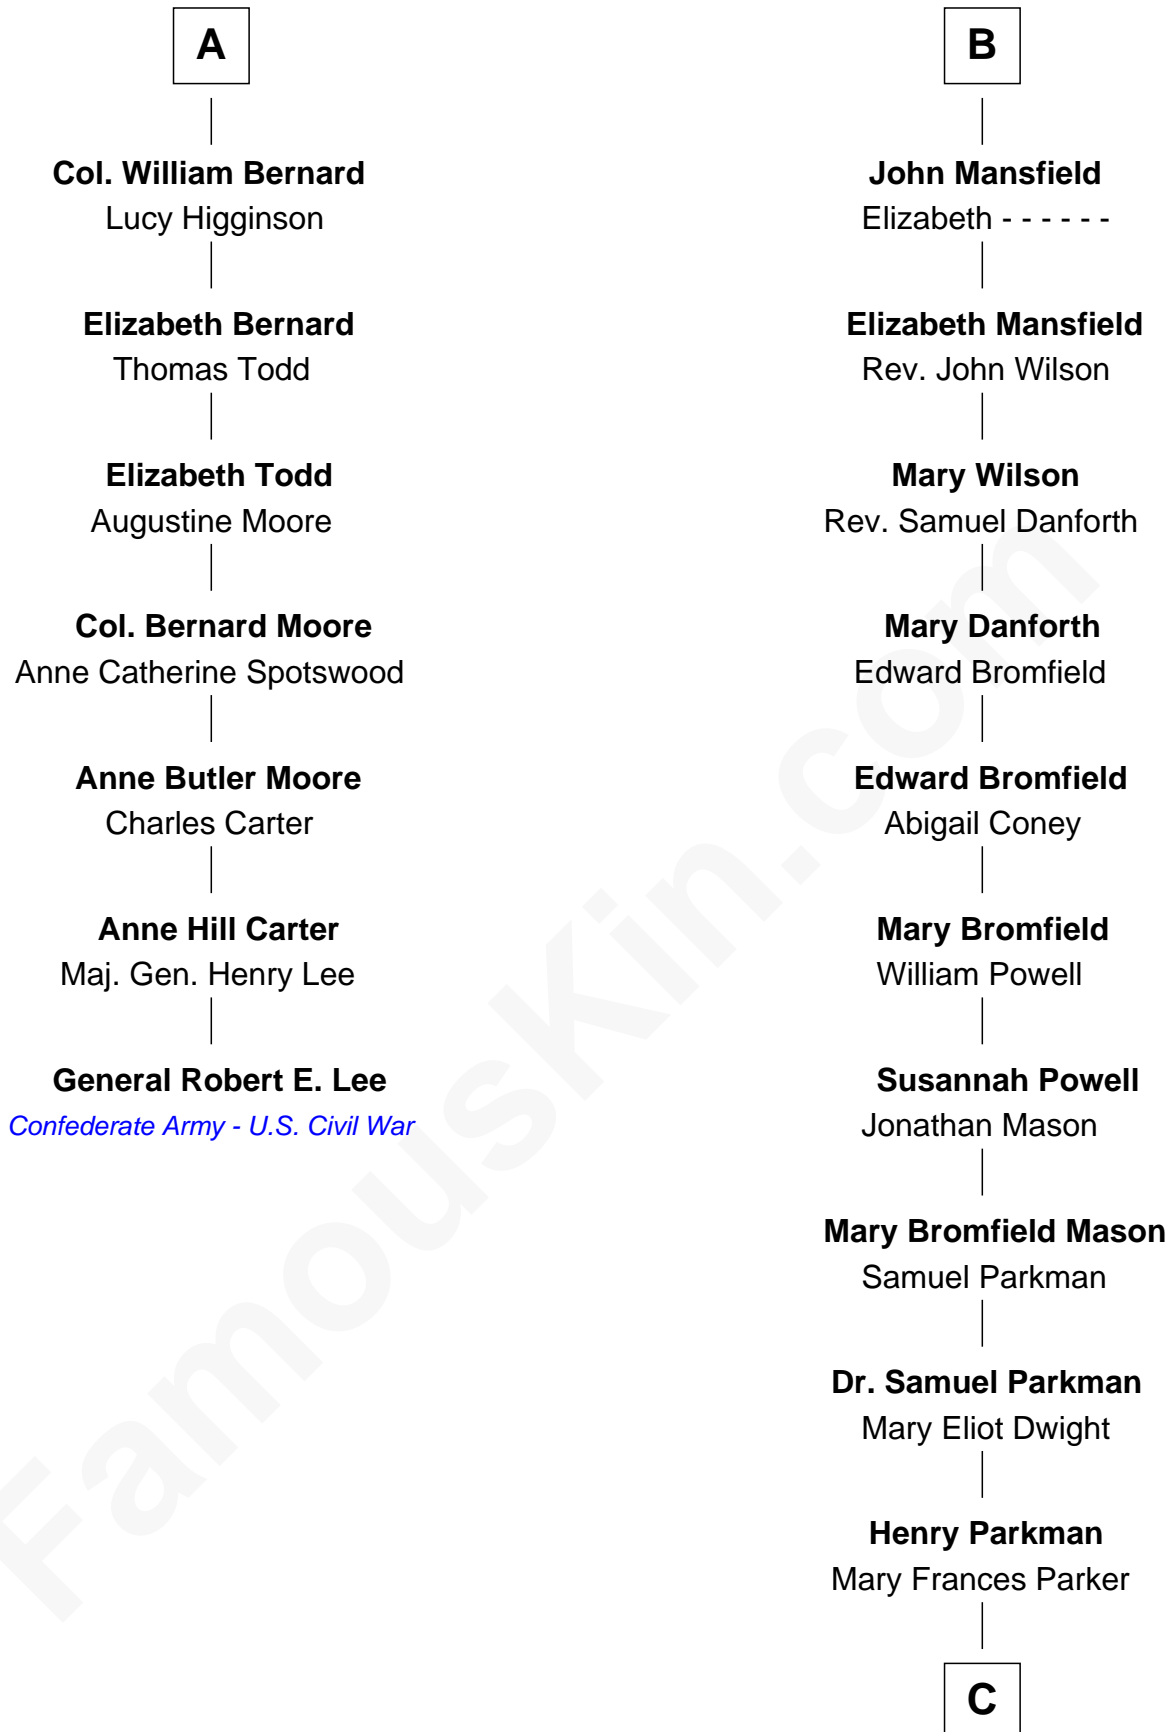 A
Col. William Bernard
Lucy Higginson
Elizabeth Bernard
Thomas Todd
Elizabeth Todd
Augustine Moore
Col. Bernard Moore
Anne Catherine Spotswood
Anne Butler Moore
Charles Carter
Anne Hill Carter
Maj. Gen. Henry Lee
General Robert E. Lee
Confederate Army - U.S. Civil War
B
John Mansfield
Elizabeth - - - - - -
Elizabeth Mansfield
Rev. John Wilson
Mary Wilson
Rev. Samuel Danforth
Mary Danforth
Edward Bromfield
Edward Bromfield
Abigail Coney
Mary Bromfield
William Powell
Susannah Powell
Jonathan Mason
Mary Bromfield Mason
Samuel Parkman
Dr. Samuel Parkman
Mary Eliot Dwight
Henry Parkman
Mary Frances Parker
C
FamousKin.com